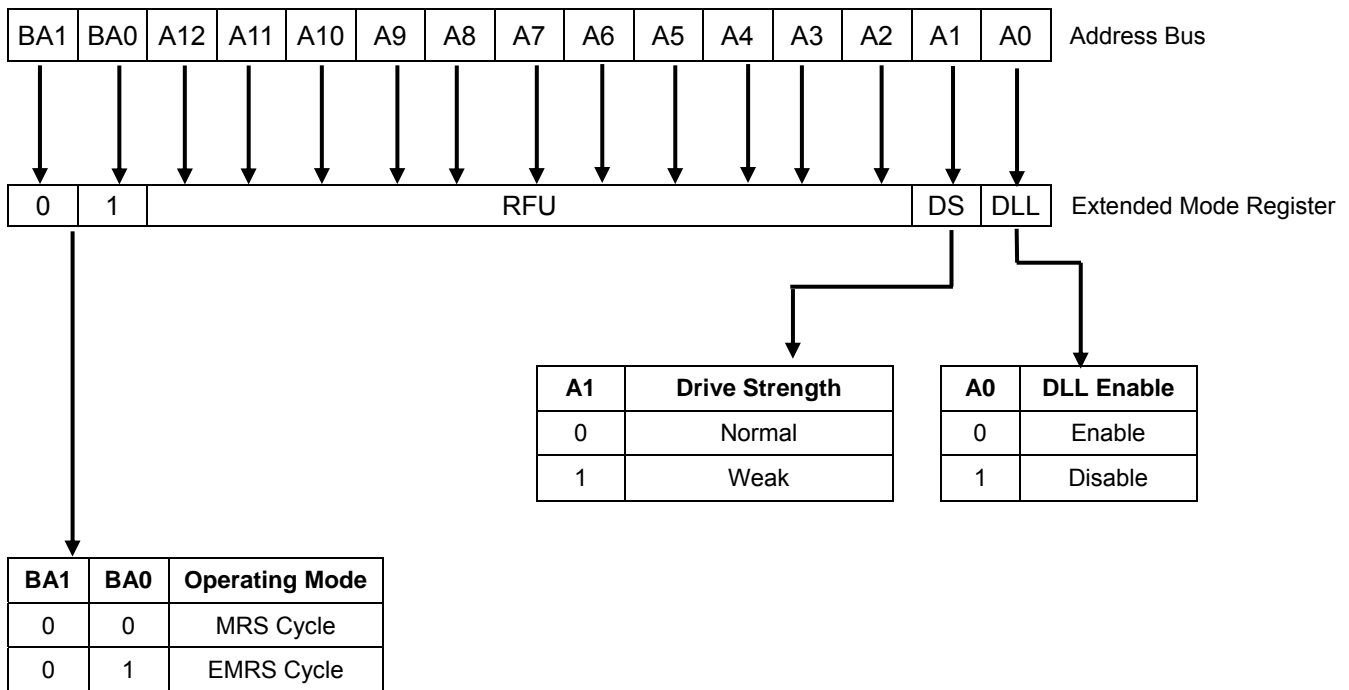 BA1 BA0 A12 A11 A10 A9 A8 A7 A6 A5 A4 A3 A2 A1 A0 Address Bus
0 1 RFU DS DLL Extended Mode Register
A1 Drive Strength
0 Normal
1 Weak
A0 DLL Enable
0 Enable
1 Disable
BA1 BA0 Operating Mode
0 0 MRS Cycle
0 1 EMRS Cycle